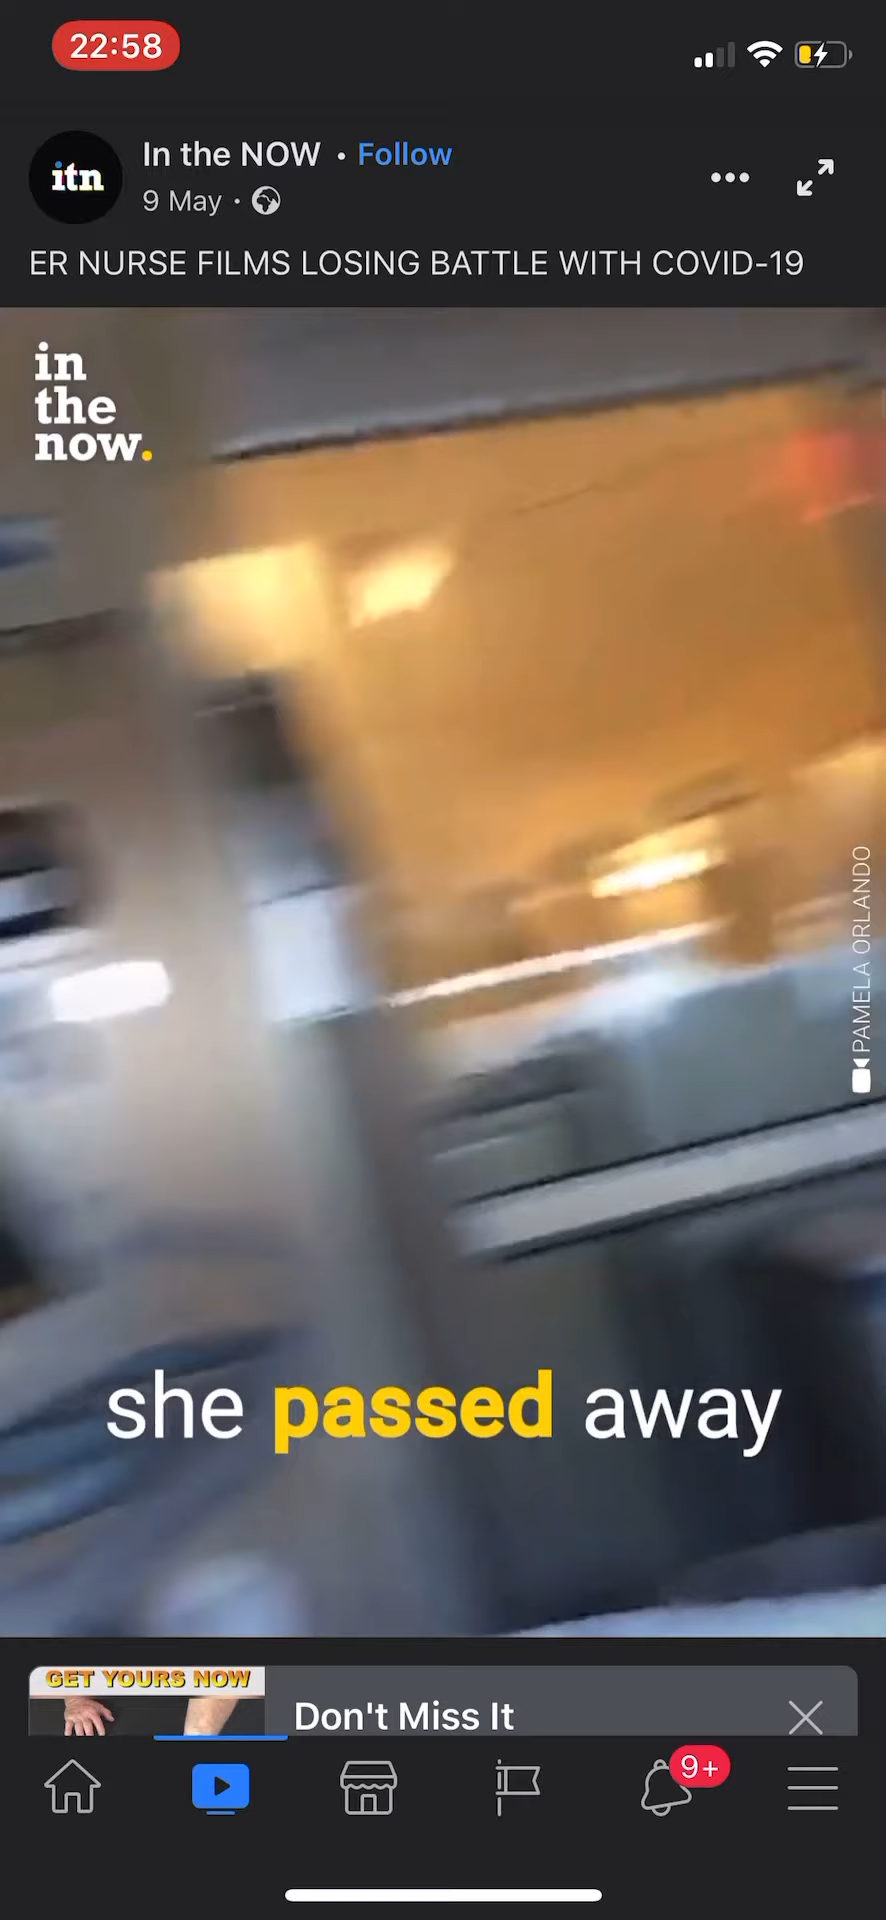 22:58
itn
In the NOW • Follow
9 May •
ER NURSE FILMS LOSING BATTLE WITH COVID-19
in
the
now.
PAMELA ORLANDO
she passed away
GET YOURS NOW
Don't Miss It
9+